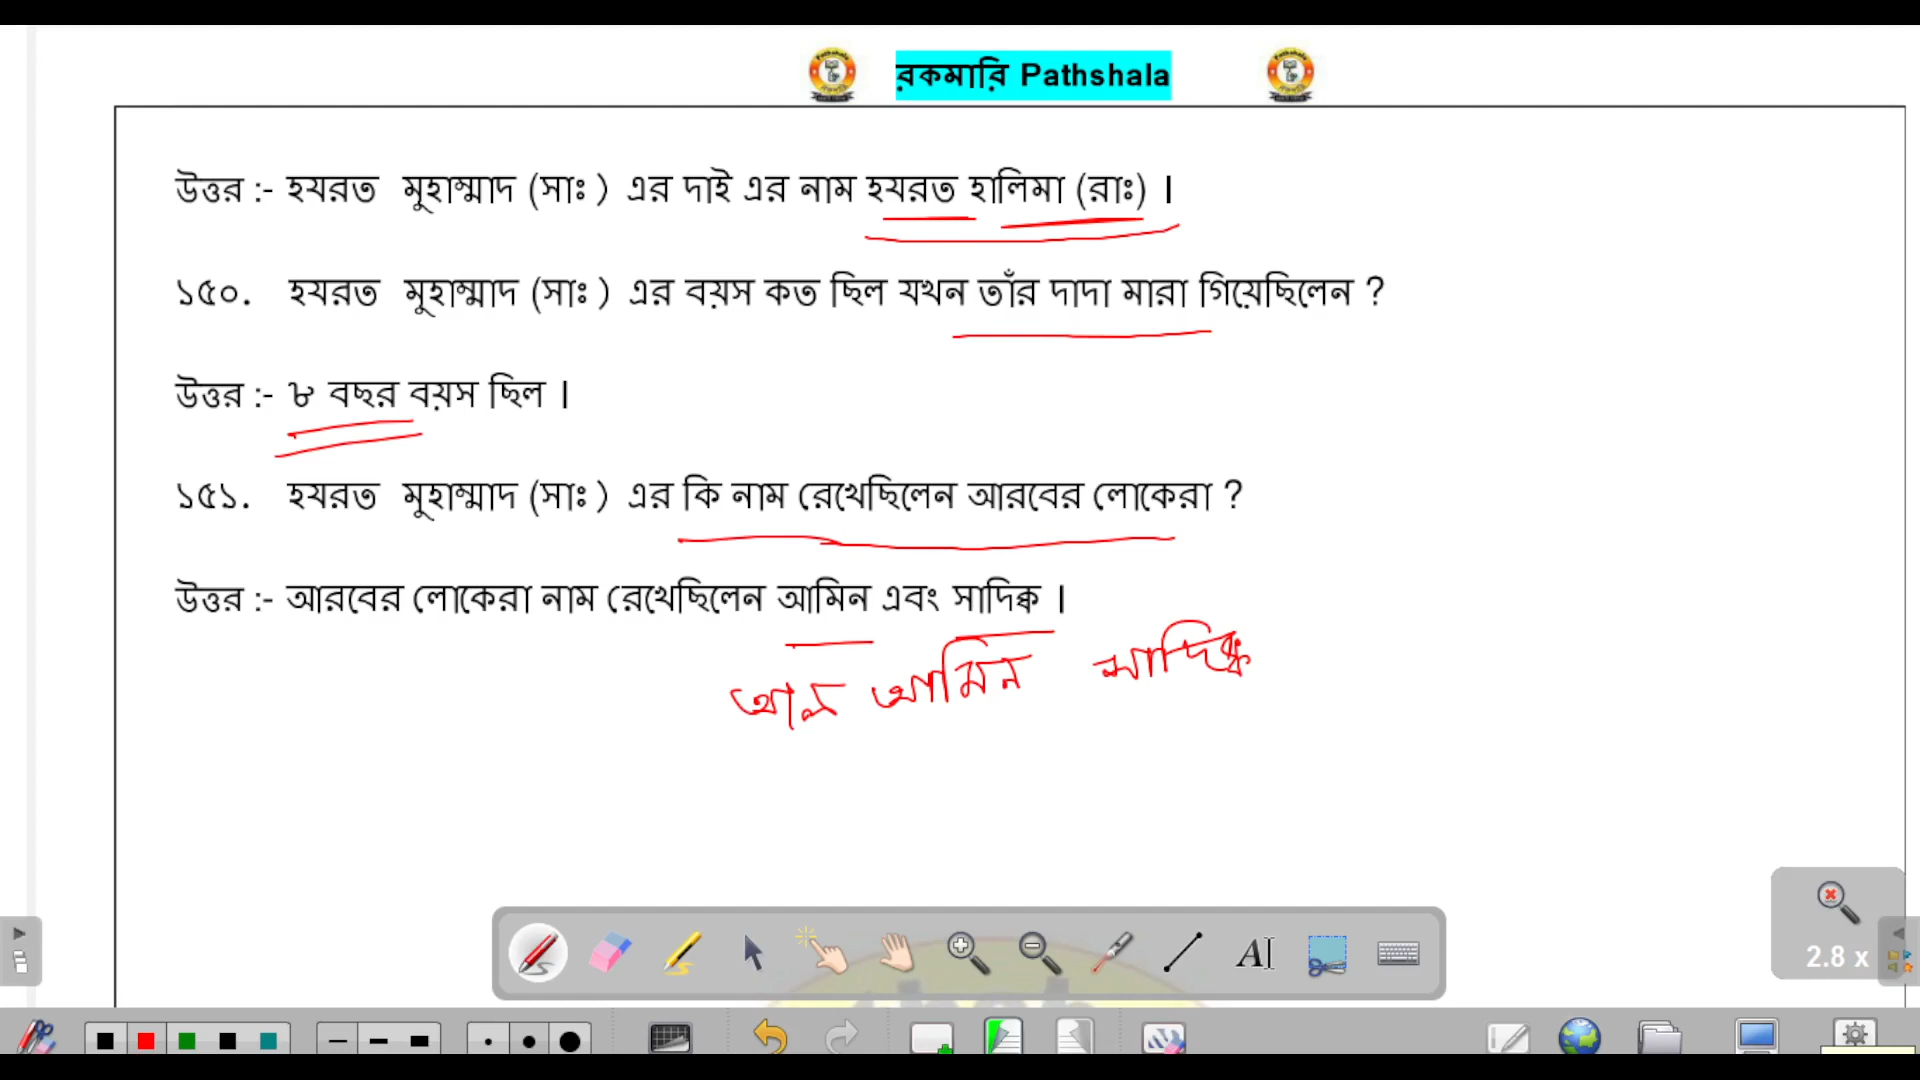 রকমারি Pathshala
উত্তর :- হযরত মুহাম্মাদ (সাঃ ) এর দাই এর নাম হযরত হালিমা (রাঃ) ।
১৫০. হযরত মুহাম্মাদ (সাঃ ) এর বয়স কত ছিল যখন তাঁর দাদা মারা গিয়েছিলেন ?
উত্তর :- ৮ বছর বয়স ছিল ।
১৫১. হযরত মুহাম্মাদ (সাঃ ) এর কি নাম রেখেছিলেন আরবের লোকেরা ?
উত্তর :- আরবের লোকেরা নাম রেখেছিলেন আমিন এবং সাদিক্ব ।
আল আমিন সাদিক্ব
2.8 x